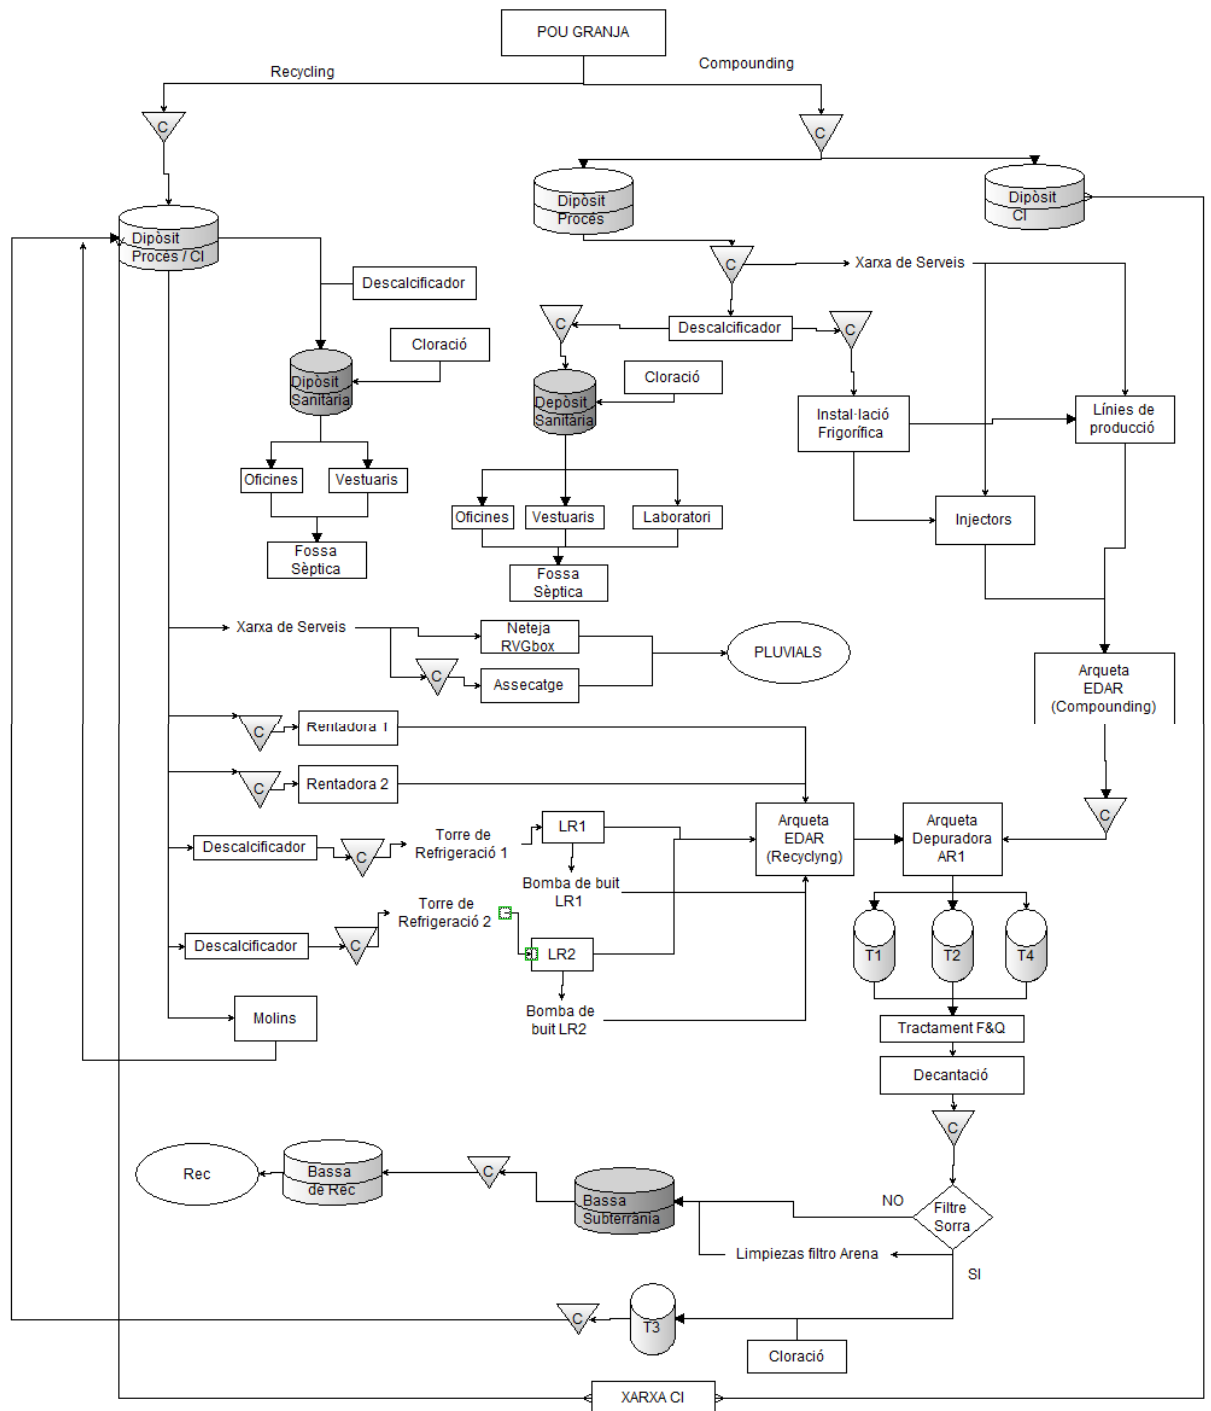 POU GRANJA
Recycling
Compounding
C
C
Dipòsit
Procés
Dipòsit
CI
Dipòsit
Procés / CI
C
Xarxa de Serveis
Descalcificador
C
Descalcificador
C
Cloració
Cloració
Dipòsit
Sanitària
Depòsit
Sanitària
Instal·lació
Frigorífica
Línies de
producció
Oficines
Vestuaris
Oficines
Vestuaris
Laboratori
Injectors
Fossa
Sèptica
Fossa
Sèptica
Xarxa de Serveis
Neteja
RVGbox
PLUVIALS
C
Assecatge
Arqueta
EDAR
(Compounding)
C
Rentadora 1
C
Rentadora 2
C
LR1
Arqueta
EDAR
(Recyclyng)
Arqueta
Depuradora
AR1
Descalcificador
C
Torre de
Refrigeració 1
Bomba de buit
LR1
Torre de
Refrigeració 2
Descalcificador
C
LR2
T1
T2
T4
Bomba de
buit LR2
Molins
Tractament F&Q
Decantació
C
Rec
Bassa
de Rec
C
Bassa
Subterrània
NO
Filtre
Sorra
Limpiezas filtro Arena
SI
C
T3
Cloració
XARXA CI